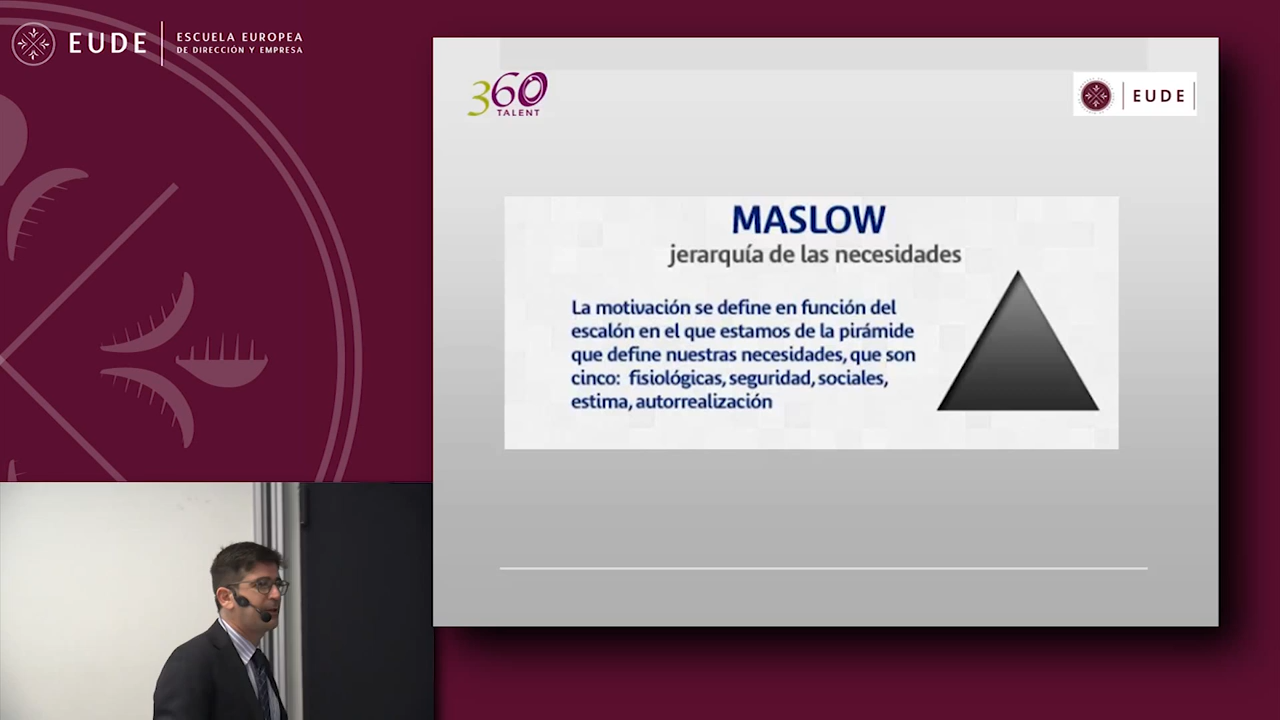 EUDE
ESCUELA EUROPEA
DE DIRECCIÓN Y EMPRESA
360
TALENT
EUDE
MASLOW
jerarquía de las necesidades
La motivación se define en función del
escalón en el que estamos de la pirámide
que define nuestras necesidades, que son
cinco: fisiológicas, seguridad, sociales,
estima, autorrealización